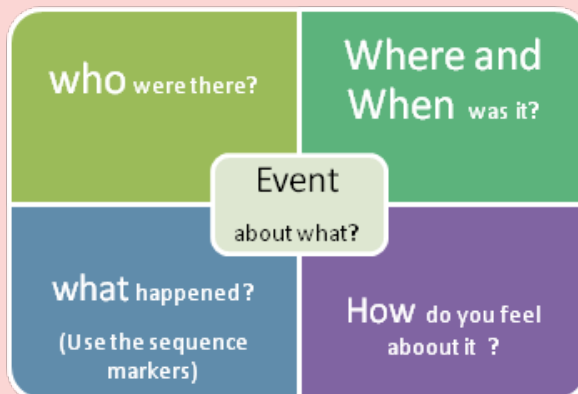 who were there?
Where and
When was it?
Event
about what?
what happened?
(Use the sequence
markers)
How do you feel
aboout it ?